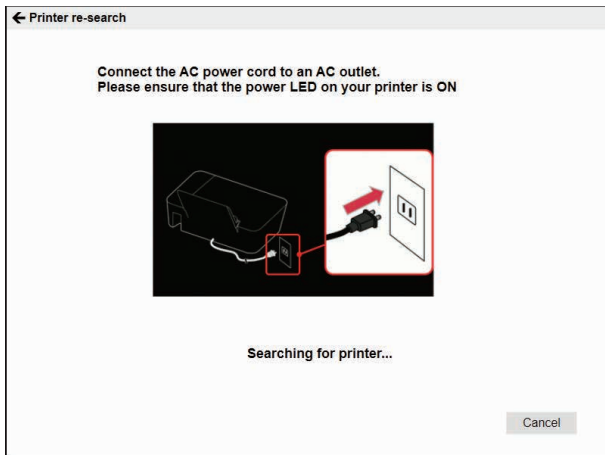 ← Printer re-search
Connect the AC power cord to an AC outlet.
Please ensure that the power LED on your printer is ON
Searching for printer...
Cancel